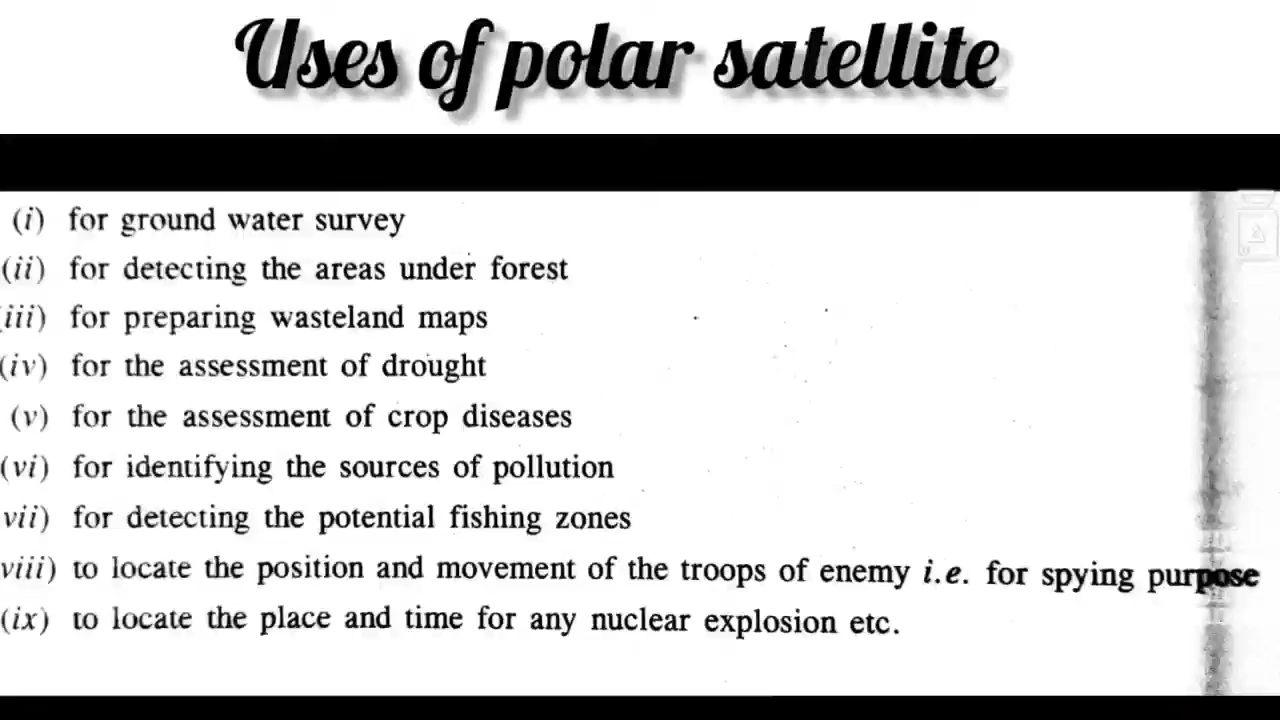 Uses of polar satellite
(i) for ground water survey
(ii) for detecting the areas under forest
(iii) for preparing wasteland maps
(iv) for the assessment of drought
(v) for the assessment of crop diseases
(vi) for identifying the sources of pollution
vii) for detecting the potential fishing zones
viii) to locate the position and movement of the troops of enemy i.e. for spying purpose
(ix) to locate the place and time for any nuclear explosion etc.